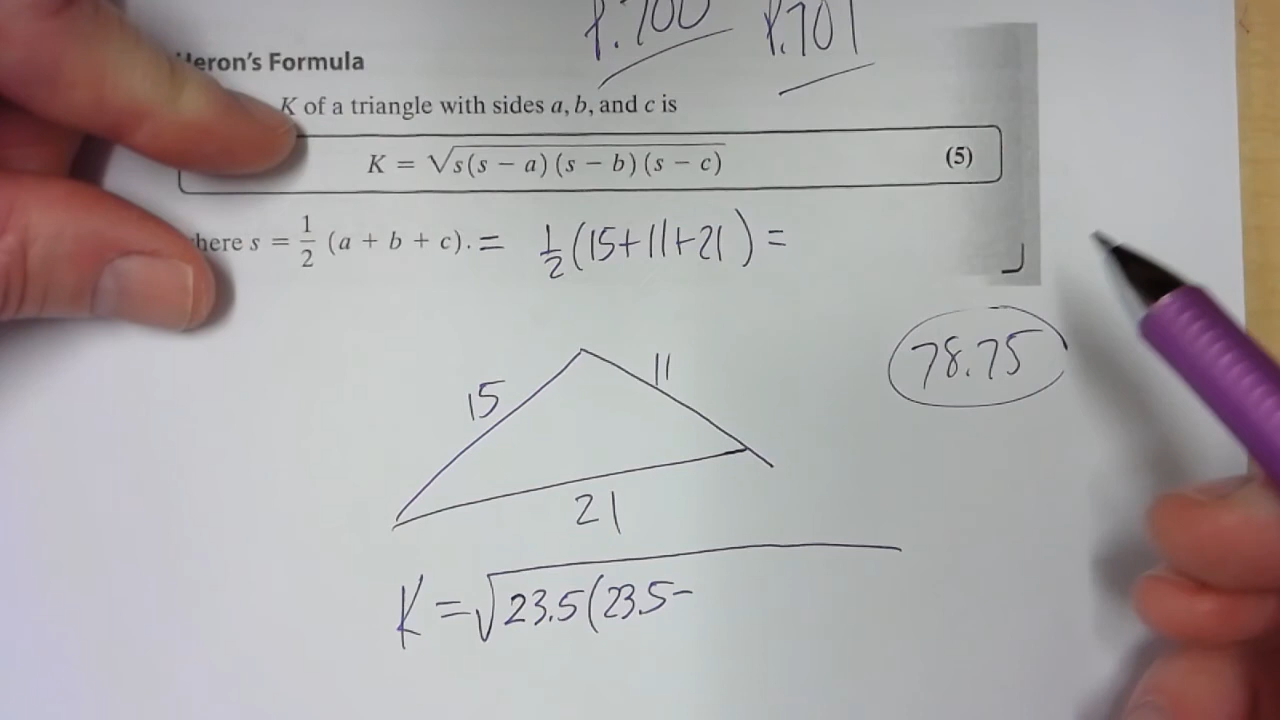 P.700 P.701
Heron's Formula
K of a triangle with sides a, b, and c is
K = √s(s − a)(s − b)(s − c) (5)
where s = 1/2 (a + b + c). = 1/2 (15+11+21) =
78.75
15
11
21
K = √23.5(23.5−